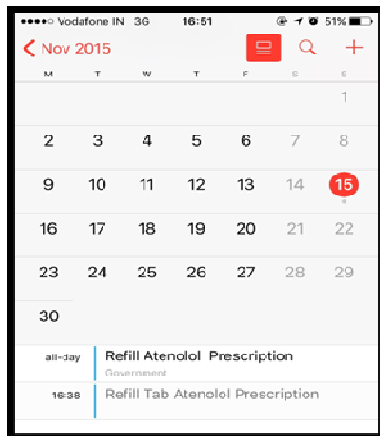 Vodafone IN 3G 16:51 51%
Nov 2015
M T W T F S S
1
2 3 4 5 6 7 8
9 10 11 12 13 14 15
16 17 18 19 20 21 22
23 24 25 26 27 28 29
30
all-day Refill Atenolol Prescription
Government
16:38 Refill Tab Atenolol Prescription